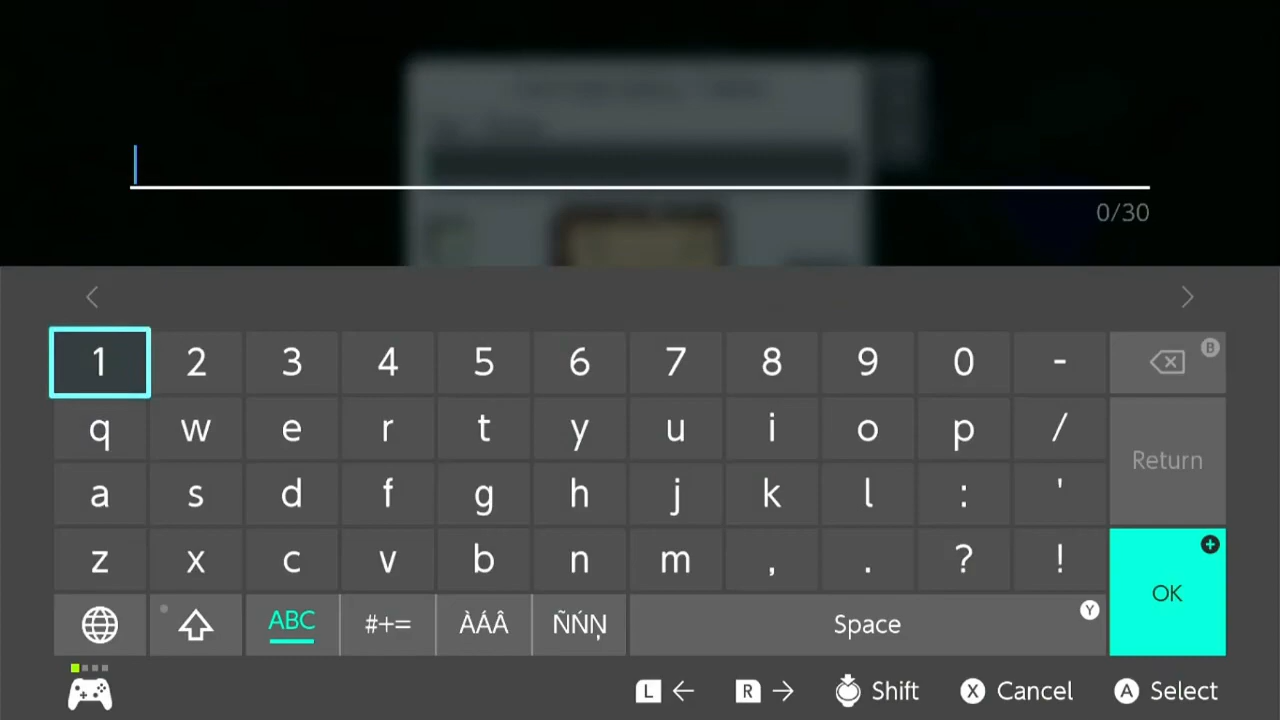 0/30
1 2 3 4 5 6 7 8 9 0 - B
q w e r t y u i o p /
Return
a s d f g h j k l : '
z x c v b n m , . ? !
OK
ABC #+= ÀÁÂ ÑŃŅ Space Y
L ← R → Shift X Cancel A Select